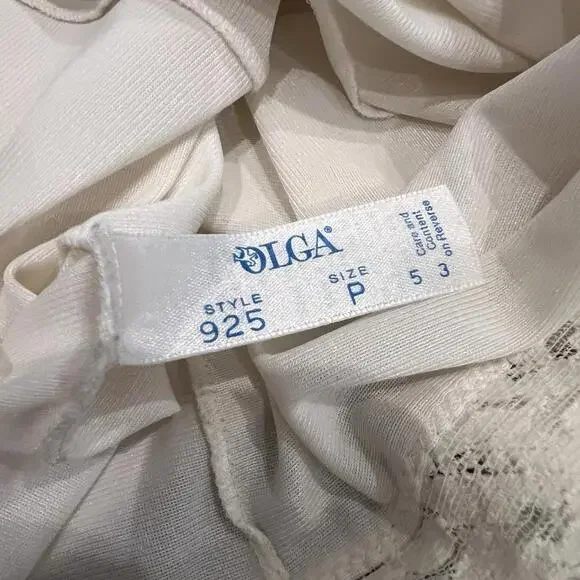 OLGA®
STYLE
925
SIZE
P
5 3
Care and
Content
on Reverse